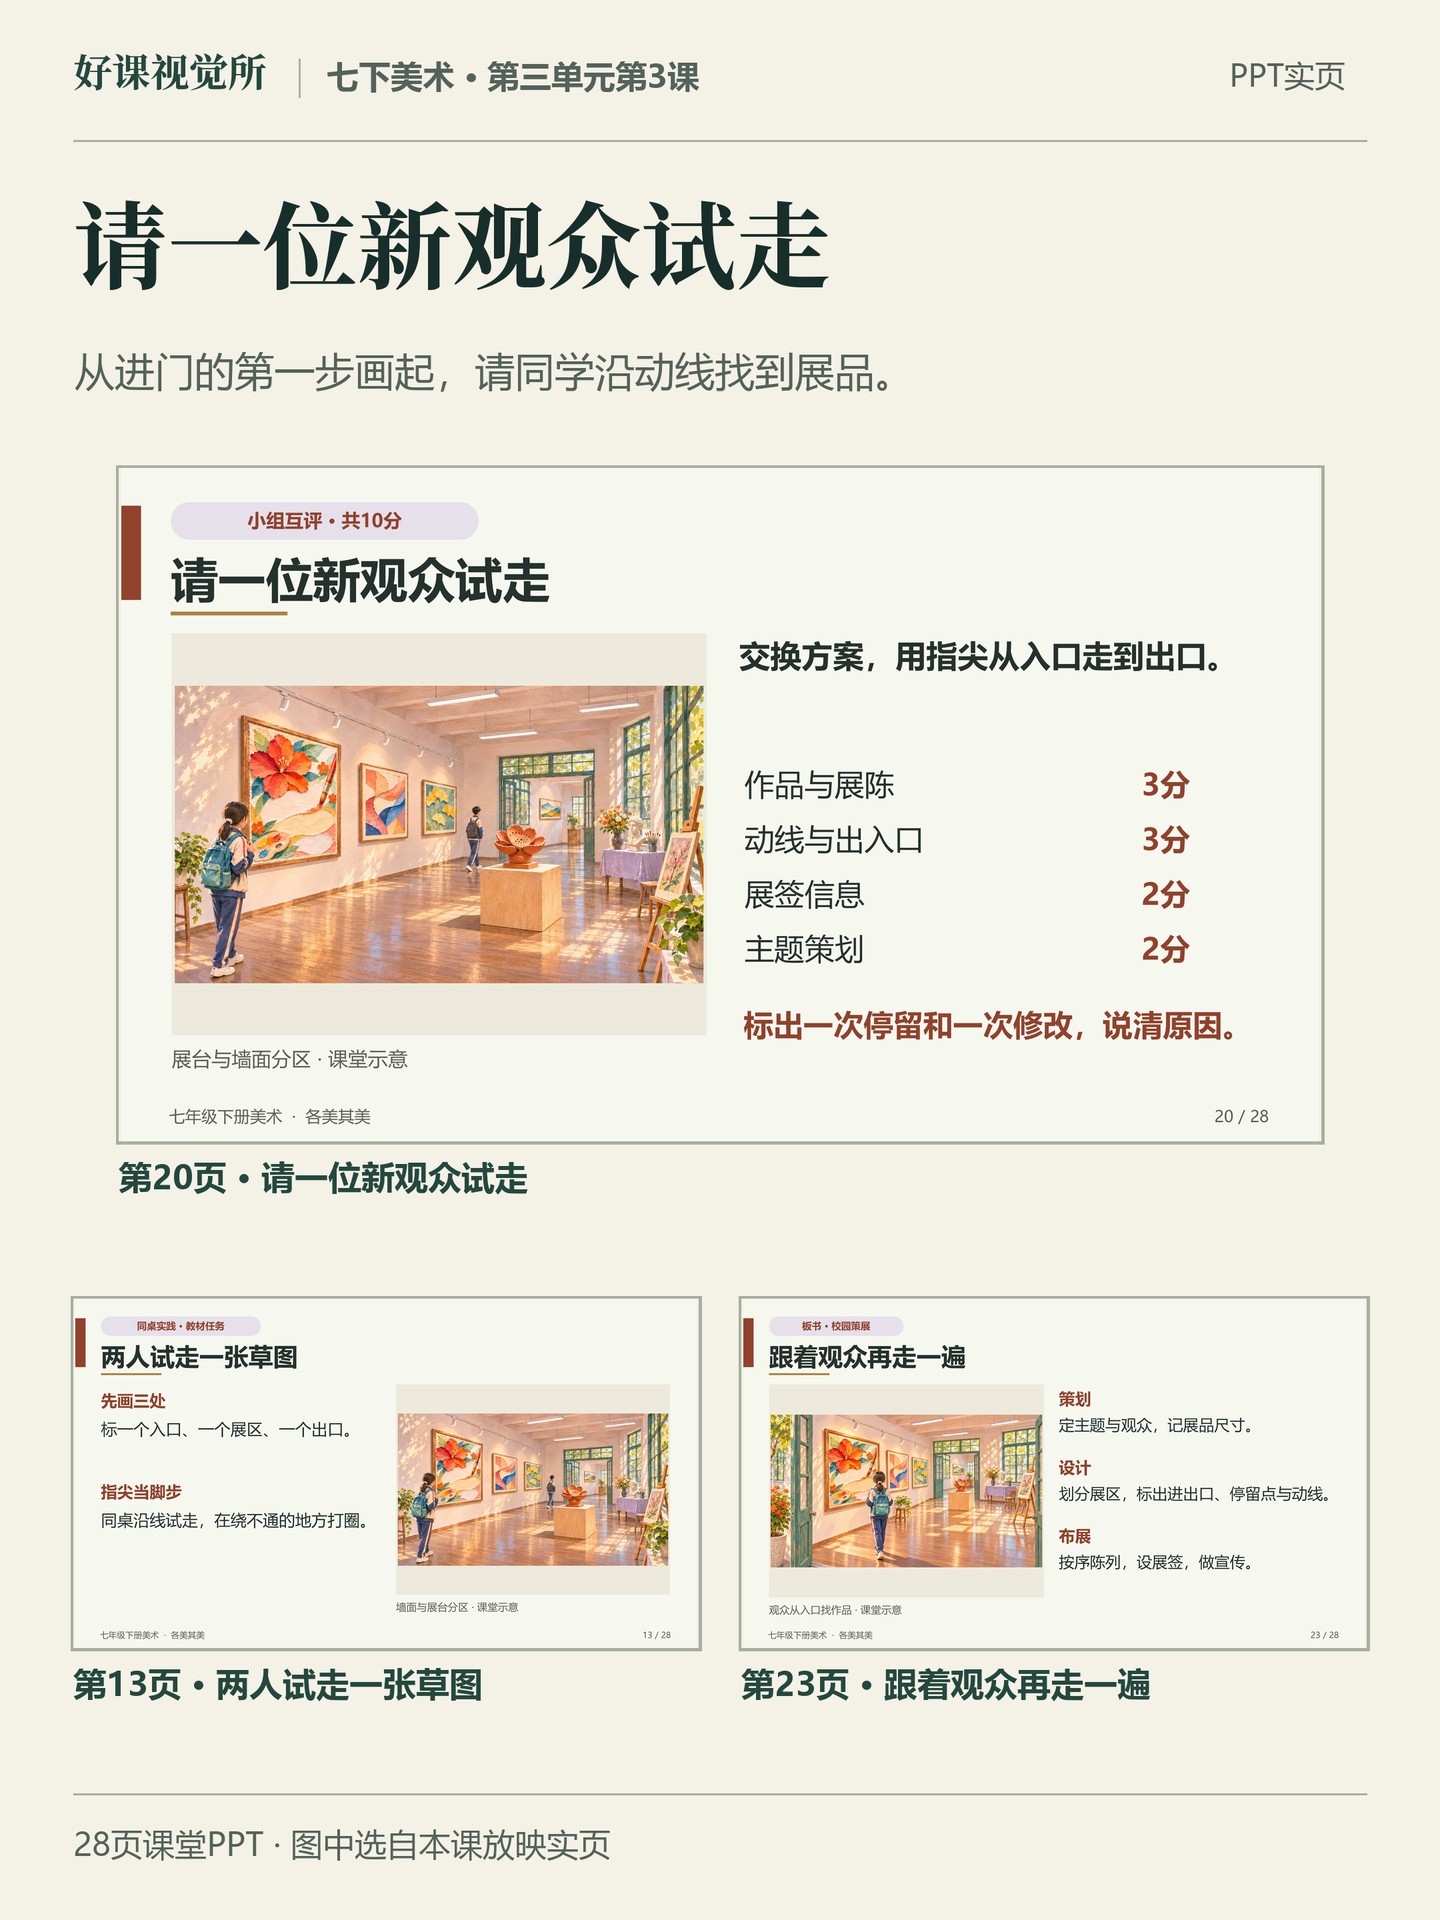 好课视觉所
七下美术·第三单元第3课
PPT实页
请一位新观众试走
从进门的第一步画起，请同学沿动线找到展品。
小组互评·共10分
请一位新观众试走
交换方案，用指尖从入口走到出口。
作品与展陈 3分
动线与出入口 3分
展签信息 2分
主题策划 2分
标出一次停留和一次修改，说清原因。
展台与墙面分区·课堂示意
七年级下册美术 · 各美其美
20 / 28
第20页·请一位新观众试走
同桌实践·教材任务
两人试走一张草图
先画三处
标一个入口、一个展区、一个出口。
指尖当脚步
同桌沿线试走，在绕不通的地方打圈。
墙面与展台分区·课堂示意
七年级下册美术 · 各美其美
13 / 28
第13页·两人试走一张草图
板书·校园策展
跟着观众再走一遍
策划
定主题与观众，记展品尺寸。
设计
划分展区，标出进出口、停留点与动线。
布展
按序陈列，设展签，做宣传。
观众从入口找作品·课堂示意
七年级下册美术 · 各美其美
23 / 28
第23页·跟着观众再走一遍
28页课堂PPT·图中选自本课放映实页